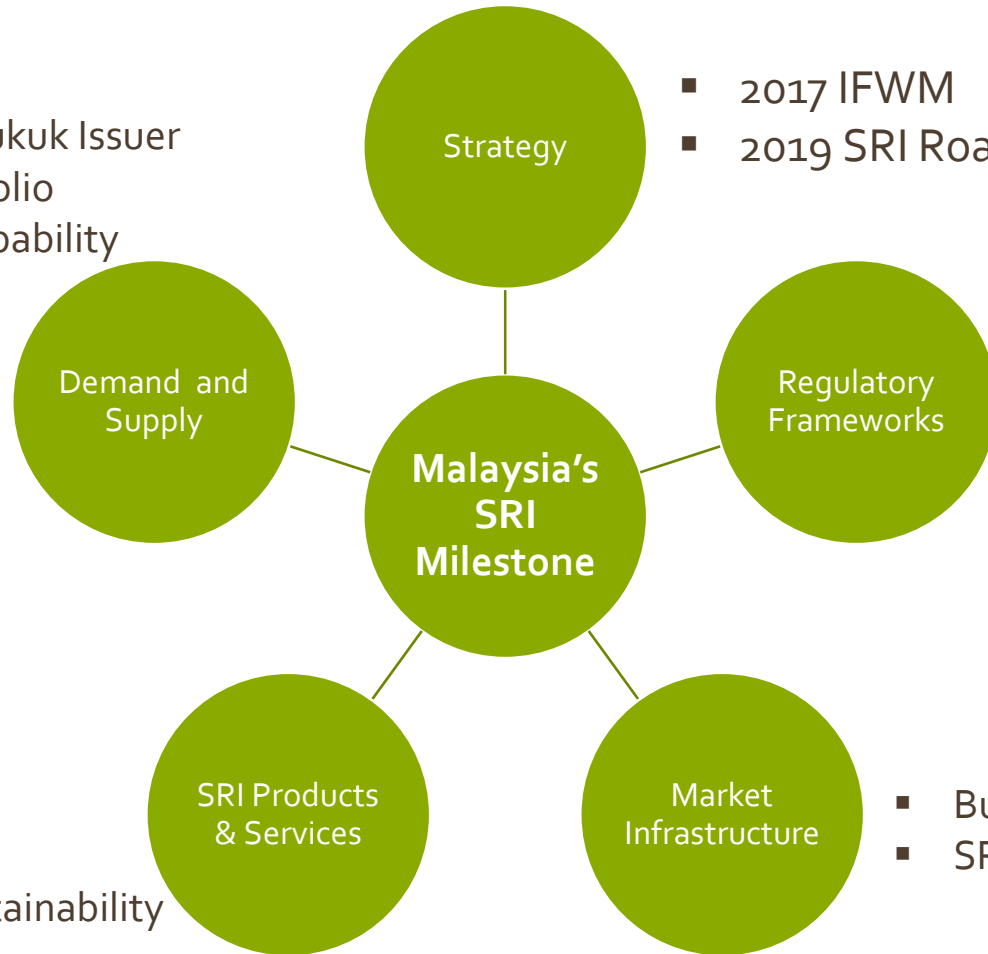 Strategy
▪ 2017 IFWM
▪ 2019 SRI Roa
ukuk Issuer
olio
pability
Demand and
Supply
Regulatory
Frameworks
Malaysia's
SRI
Milestone
SRI Products
& Services
Market
Infrastructure
▪ Bu
▪ SR
tainability